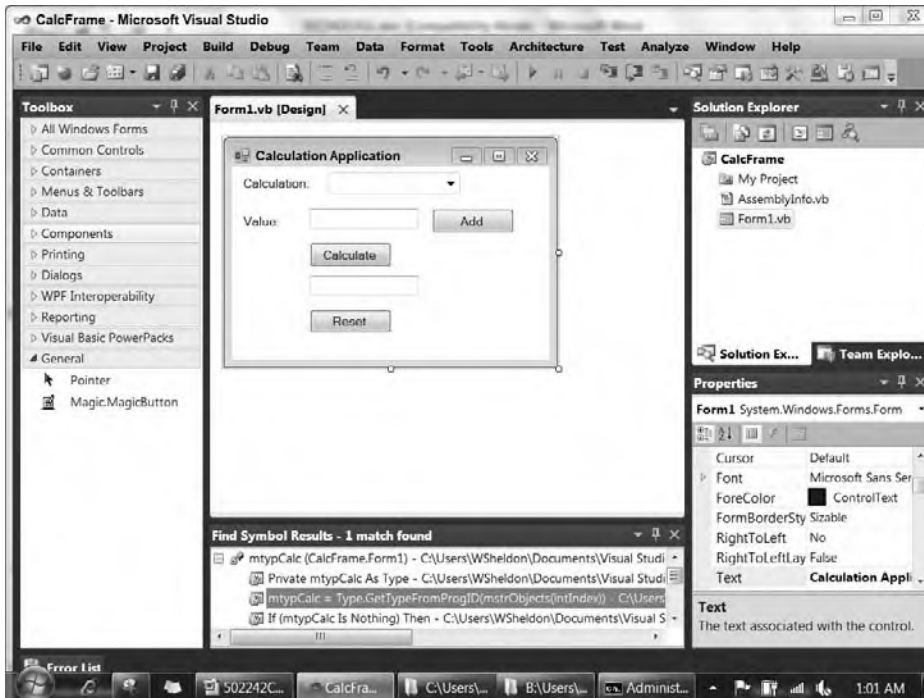 CalcFrame - Microsoft Visual Studio
File Edit View Project Build Debug Team Data Format Tools Architecture Test Analyze Window Help
Toolbox
All Windows Forms
Common Controls
Containers
Menus & Toolbars
Data
Components
Printing
Dialogs
WPF Interoperability
Reporting
Visual Basic PowerPacks
General
Pointer
Magic.MagicButton
Form1.vb [Design]
Calculation Application
Calculation:
Value:
Add
Calculate
Reset
Find Symbol Results - 1 match found
mtypCalc (CalcFrame.Form1) - C:\Users\WSheldon\Documents\Visual Studi
Private mtypCalc As Type - C:\Users\WSheldon\Documents\Visual Studi
mtypCalc = Type.GetTypeFromProgID(mstrObjects(intIndex)) - C:\Users
If (mtypCalc Is Nothing) Then - C:\Users\WSheldon\Documents\Visual S
Solution Explorer
CalcFrame
My Project
AssemblyInfo.vb
Form1.vb
Solution Ex... Team Explo...
Properties
Form1 System.Windows.Forms.Form
Cursor Default
Font Microsoft Sans Ser
ForeColor ControlText
FormBorderSty Sizable
RightToLeft No
RightToLeftLay False
Text Calculation Appli
Text
The text associated with the control.
Error List
502242C... CalcFra... C:\Users\... B:\Users\... Administ... 1:01 AM